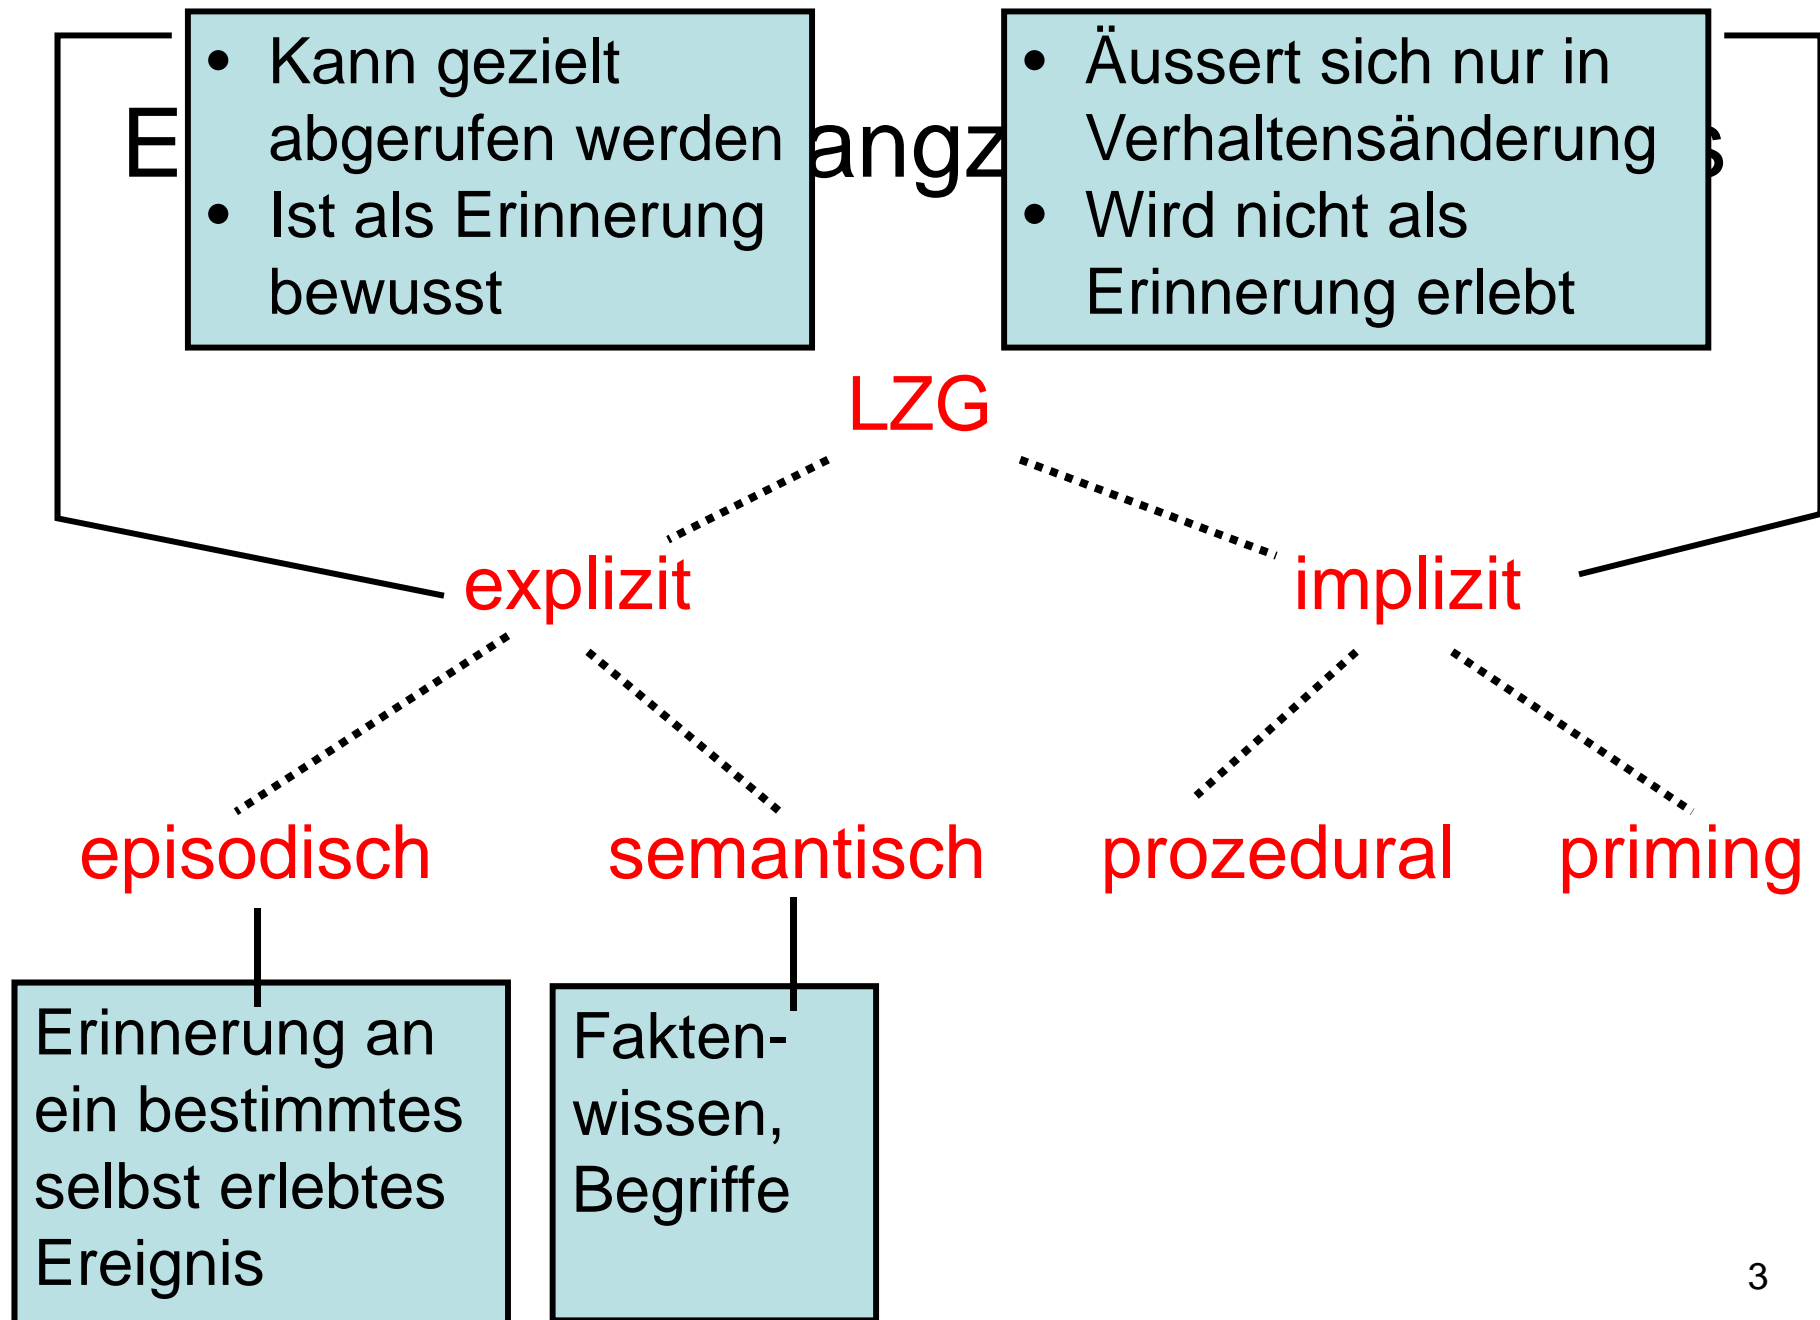 Kann gezielt
abgerufen werden
Ist als Erinnerung
bewusst
Äussert sich nur in
Verhaltensänderung
Wird nicht als
Erinnerung erlebt
LZG
explizit
implizit
episodisch
semantisch
prozedural
priming
Erinnerung an
ein bestimmtes
selbst erlebtes
Ereignis
Fakten-
wissen,
Begriffe
3